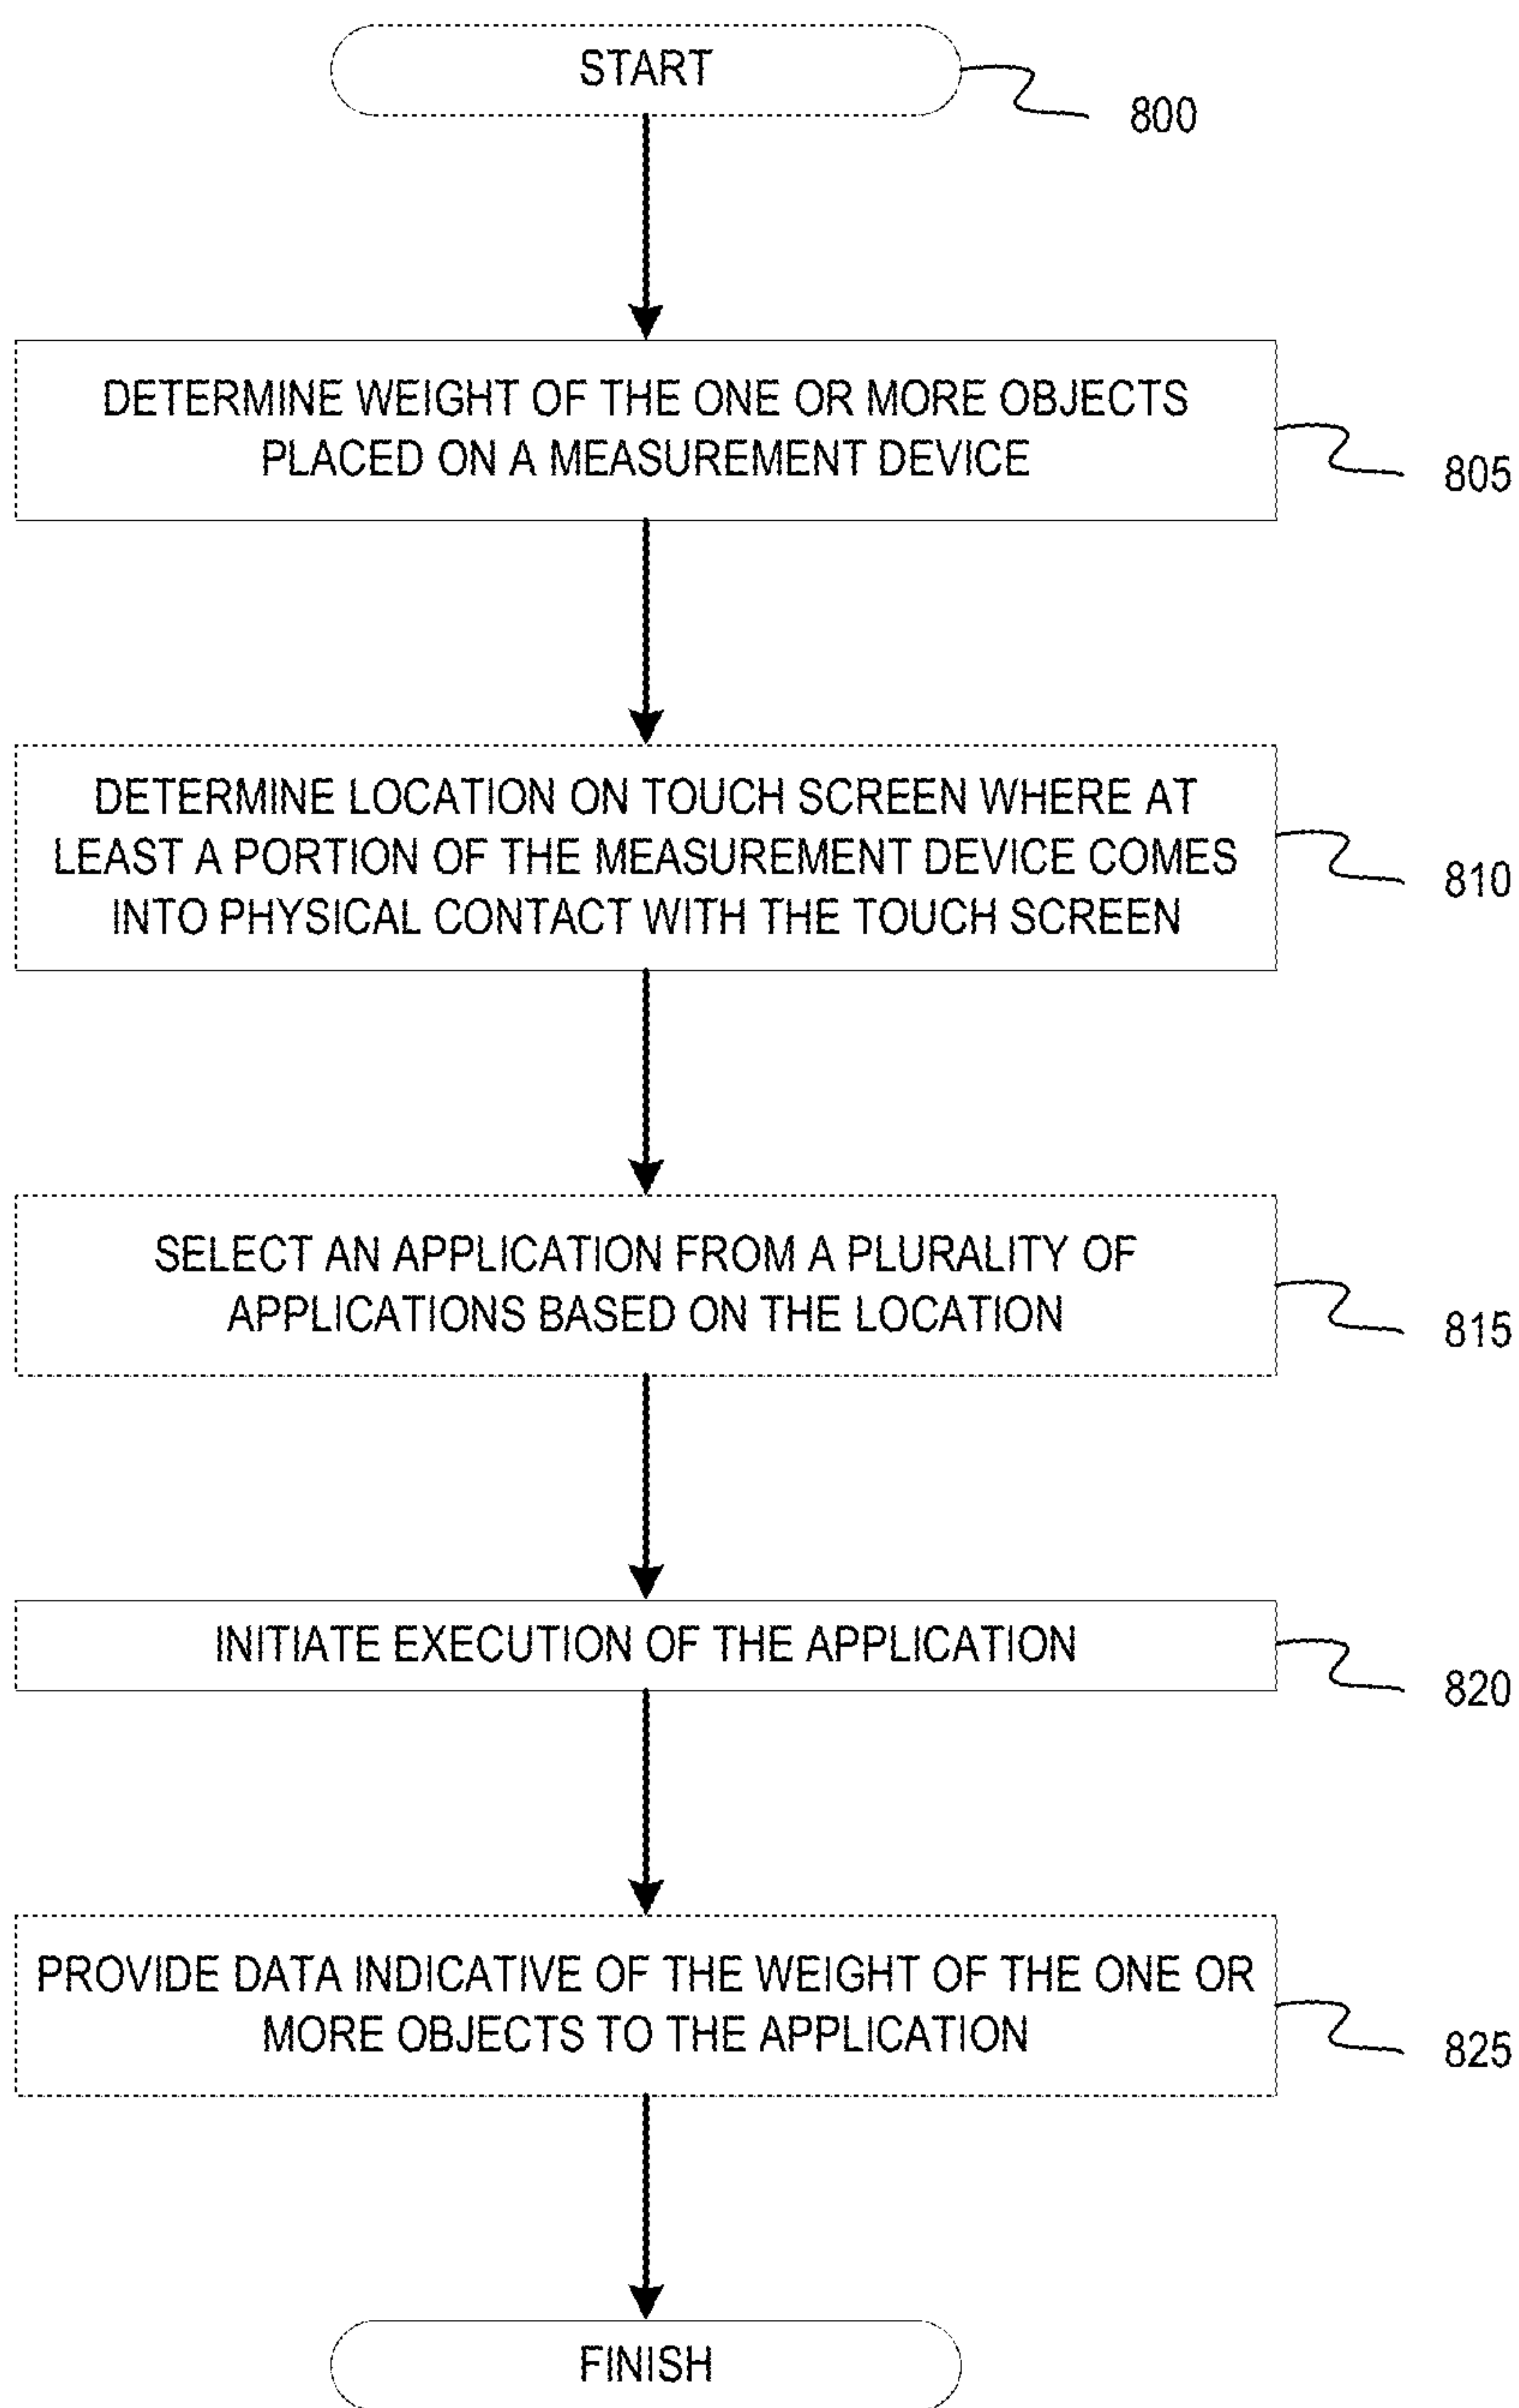 START
800
DETERMINE WEIGHT OF THE ONE OR MORE OBJECTS
PLACED ON A MEASUREMENT DEVICE
805
DETERMINE LOCATION ON TOUCH SCREEN WHERE AT
LEAST A PORTION OF THE MEASUREMENT DEVICE COMES
INTO PHYSICAL CONTACT WITH THE TOUCH SCREEN
810
SELECT AN APPLICATION FROM A PLURALITY OF
APPLICATIONS BASED ON THE LOCATION
815
INITIATE EXECUTION OF THE APPLICATION
820
PROVIDE DATA INDICATIVE OF THE WEIGHT OF THE ONE OR
MORE OBJECTS TO THE APPLICATION
825
FINISH